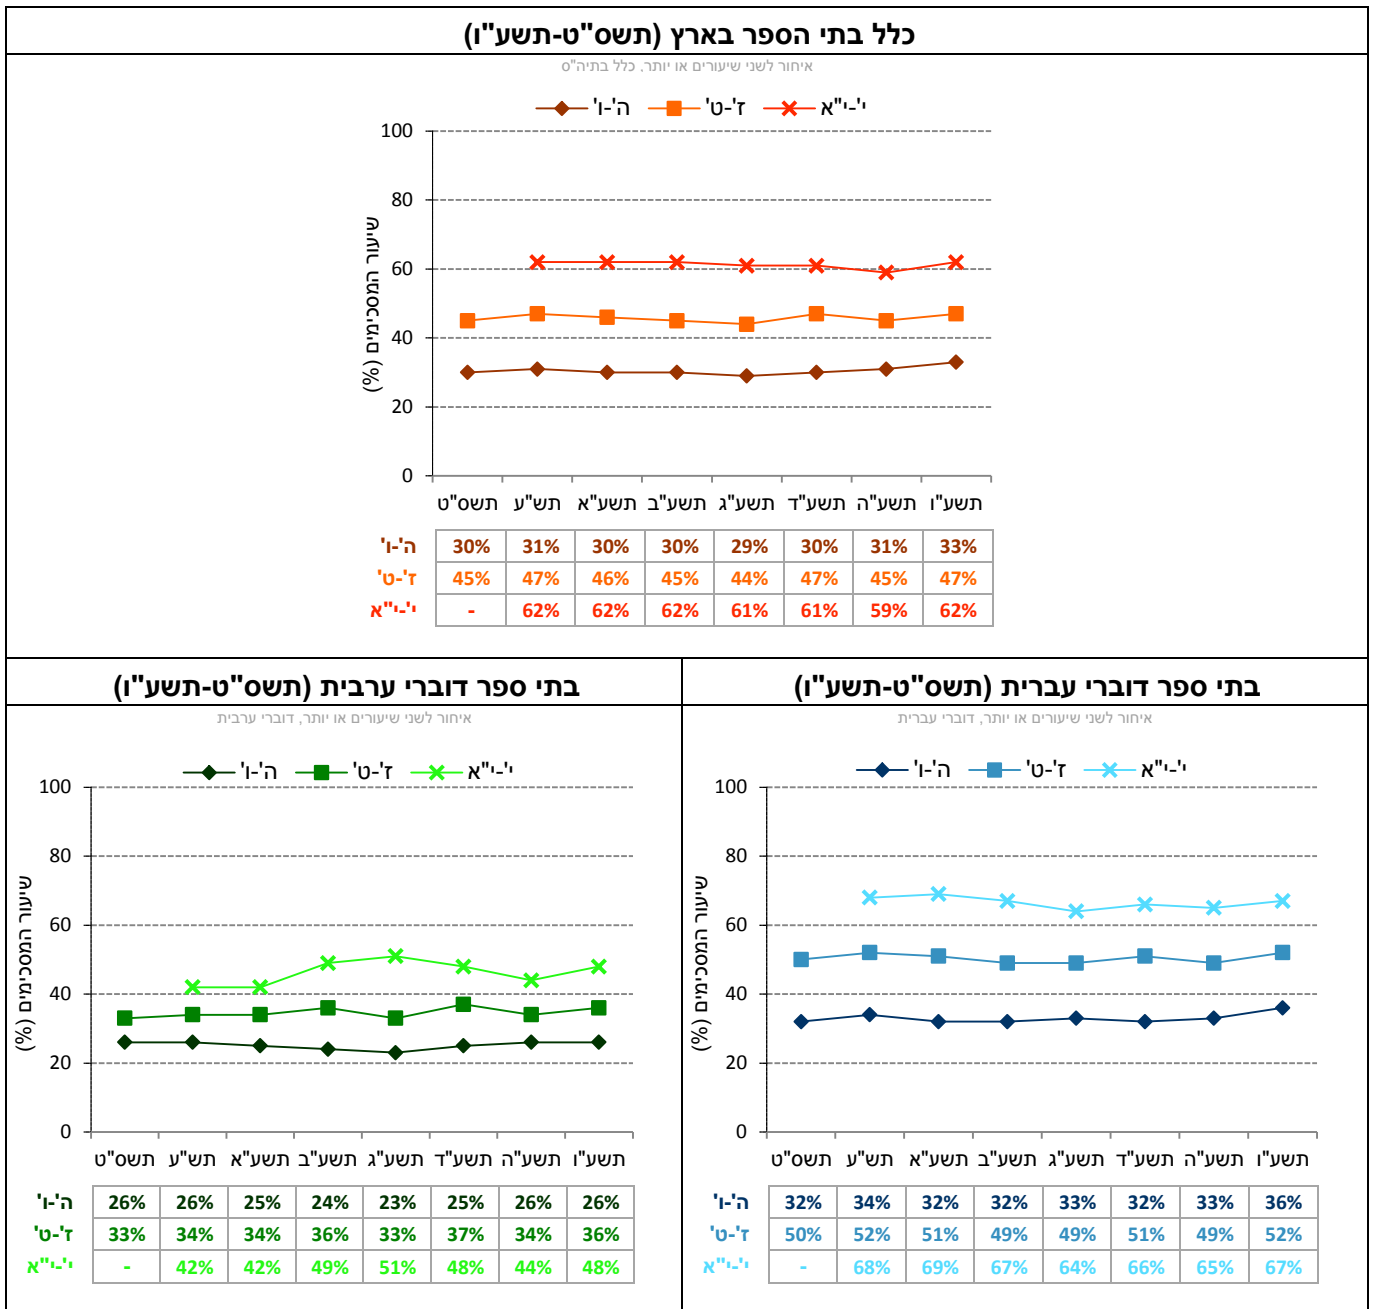 כלל בתי הספר בארץ (תשס"ט-תשע"ו)
איחור לשני שיעורים או יותר, כלל בתיה"ס
ה'-ו' ז'-ט' י'-י"א
שיעור המסכימים (%)
100
80
60
40
20
0
תשס"ט תש"ע תשע"א תשע"ב תשע"ג תשע"ד תשע"ה תשע"ו
ה'-ו' 30% 31% 30% 30% 29% 30% 31% 33%
ז'-ט' 45% 47% 46% 45% 44% 47% 45% 47%
י'-י"א - 62% 62% 62% 61% 61% 59% 62%
בתי ספר דוברי עברית (תשס"ט-תשע"ו)
איחור לשני שיעורים או יותר, דוברי עברית
ה'-ו' ז'-ט' י'-י"א
שיעור המסכימים (%)
100
80
60
40
20
0
תשס"ט תש"ע תשע"א תשע"ב תשע"ג תשע"ד תשע"ה תשע"ו
ה'-ו' 32% 34% 32% 32% 33% 32% 33% 36%
ז'-ט' 50% 52% 51% 49% 49% 51% 49% 52%
י'-י"א - 68% 69% 67% 64% 66% 65% 67%
בתי ספר דוברי ערבית (תשס"ט-תשע"ו)
איחור לשני שיעורים או יותר, דוברי ערבית
ה'-ו' ז'-ט' י'-י"א
שיעור המסכימים (%)
100
80
60
40
20
0
תשס"ט תש"ע תשע"א תשע"ב תשע"ג תשע"ד תשע"ה תשע"ו
ה'-ו' 26% 26% 25% 24% 23% 25% 26% 26%
ז'-ט' 33% 34% 34% 36% 33% 37% 34% 36%
י'-י"א - 42% 42% 49% 51% 48% 44% 48%